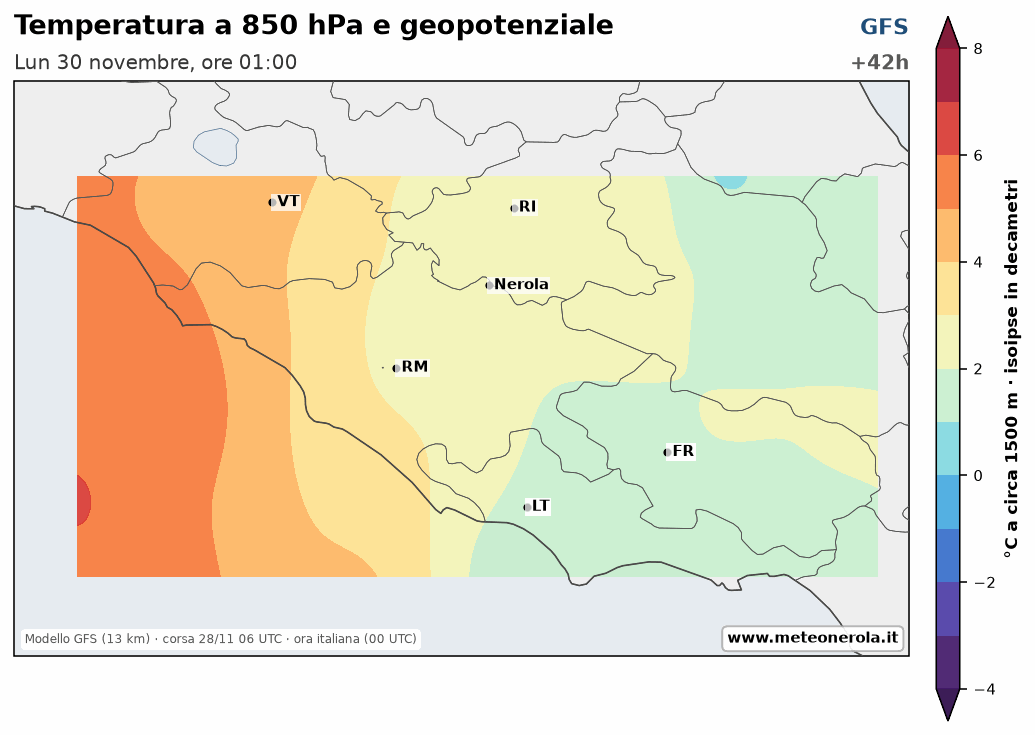 Temperatura a 850 hPa e geopotenziale
GFS
Lun 30 novembre, ore 01:00
+42h
VT
RI
Nerola
RM
FR
LT
8
6
4
2
0
−2
−4
°C a circa 1500 m · isoipse in decametri
Modello GFS (13 km) · corsa 28/11 06 UTC · ora italiana (00 UTC)
www.meteonerola.it